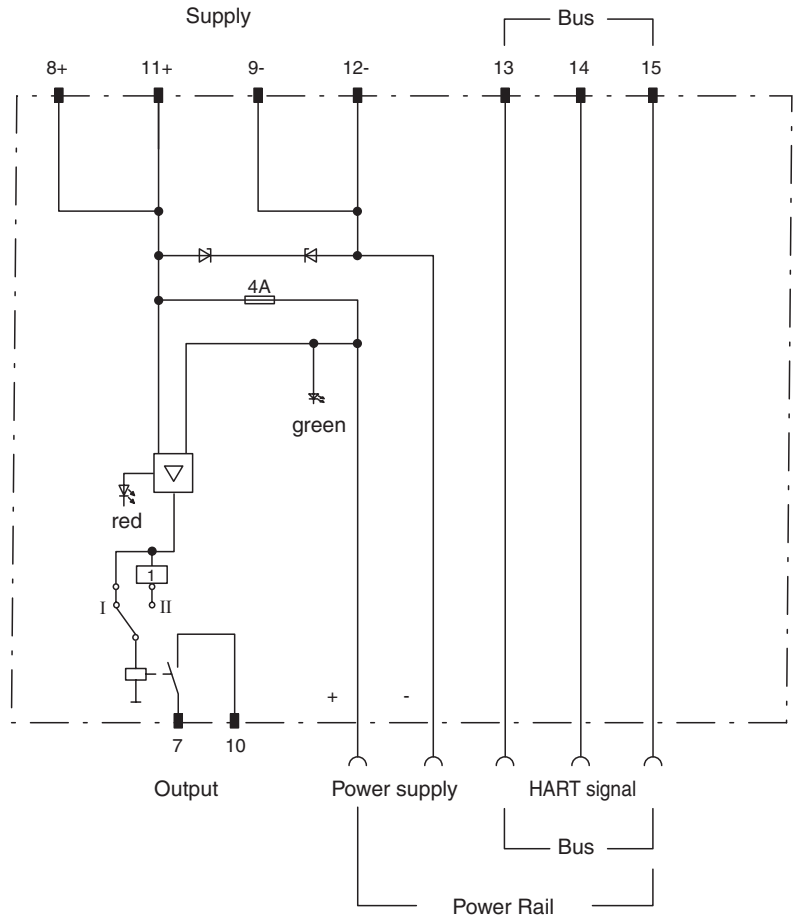 Supply
Bus
8+ 11+ 9- 12- 13 14 15
4A
green
red
1
I II
+ -
7 10
Output Power supply HART signal
Bus
Power Rail